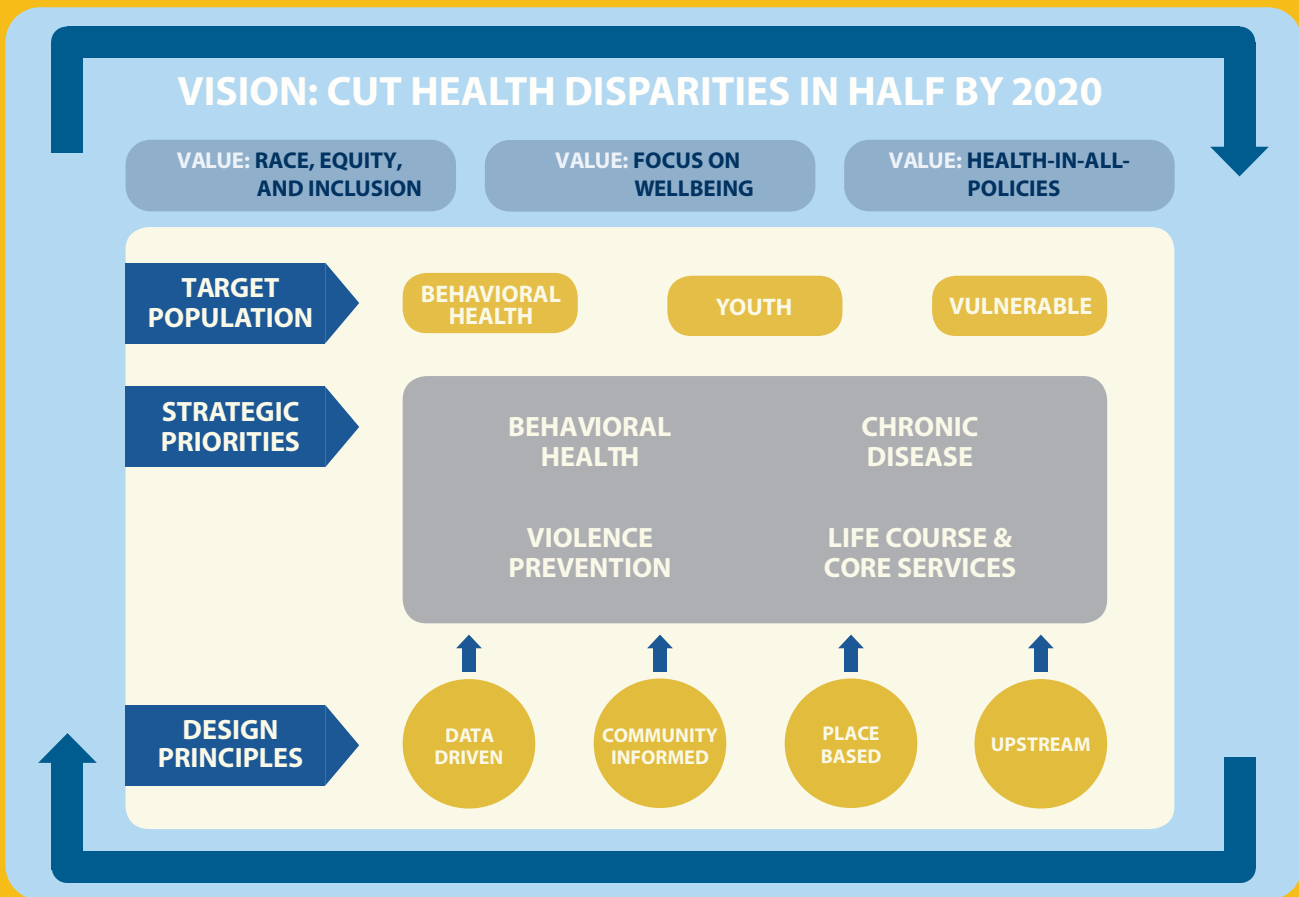 VISION: CUT HEALTH DISPARITIES IN HALF BY 2020
VALUE: RACE, EQUITY,
AND INCLUSION
VALUE: FOCUS ON
WELLBEING
VALUE: HEALTH-IN-ALL-
POLICIES
TARGET
POPULATION
BEHAVIORAL
HEALTH
YOUTH
VULNERABLE
STRATEGIC
PRIORITIES
BEHAVIORAL
HEALTH
CHRONIC
DISEASE
VIOLENCE
PREVENTION
LIFE COURSE &
CORE SERVICES
DESIGN
PRINCIPLES
DATA
DRIVEN
COMMUNITY
INFORMED
PLACE
BASED
UPSTREAM